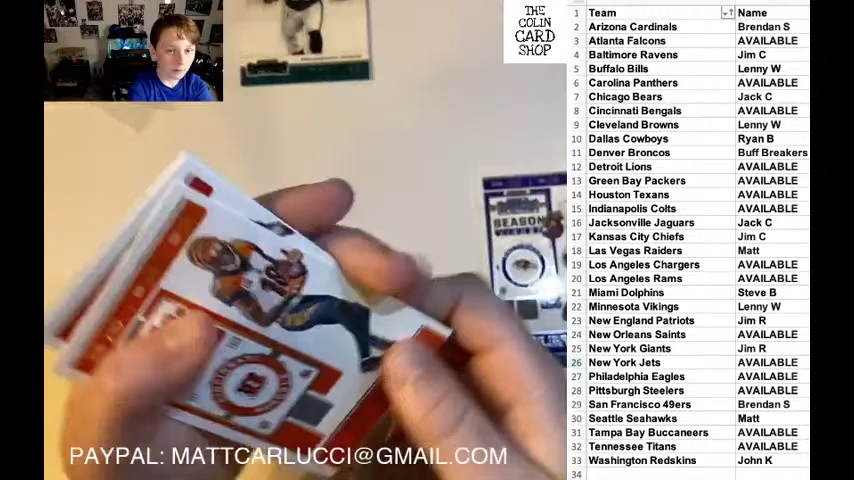 THE
COLIN
CARD
SHOP
1 Team Name
2 Arizona Cardinals Brendan S
3 Atlanta Falcons AVAILABLE
4 Baltimore Ravens Jim C
5 Buffalo Bills Lenny W
6 Carolina Panthers AVAILABLE
7 Chicago Bears Jack C
8 Cincinnati Bengals AVAILABLE
9 Cleveland Browns Lenny W
10 Dallas Cowboys Ryan B
11 Denver Broncos Buff Breakers
12 Detroit Lions AVAILABLE
13 Green Bay Packers AVAILABLE
14 Houston Texans AVAILABLE
15 Indianapolis Colts AVAILABLE
16 Jacksonville Jaguars Jack C
17 Kansas City Chiefs Jim C
18 Las Vegas Raiders Matt
19 Los Angeles Chargers AVAILABLE
20 Los Angeles Rams AVAILABLE
21 Miami Dolphins Steve B
22 Minnesota Vikings Lenny W
23 New England Patriots Jim R
24 New Orleans Saints AVAILABLE
25 New York Giants Jim R
26 New York Jets AVAILABLE
27 Philadelphia Eagles AVAILABLE
28 Pittsburgh Steelers AVAILABLE
29 San Francisco 49ers Brendan S
30 Seattle Seahawks Matt
31 Tampa Bay Buccaneers AVAILABLE
32 Tennessee Titans AVAILABLE
33 Washington Redskins John K
34
SEASON
PAYPAL: MATTCARLUCCI@GMAIL.COM